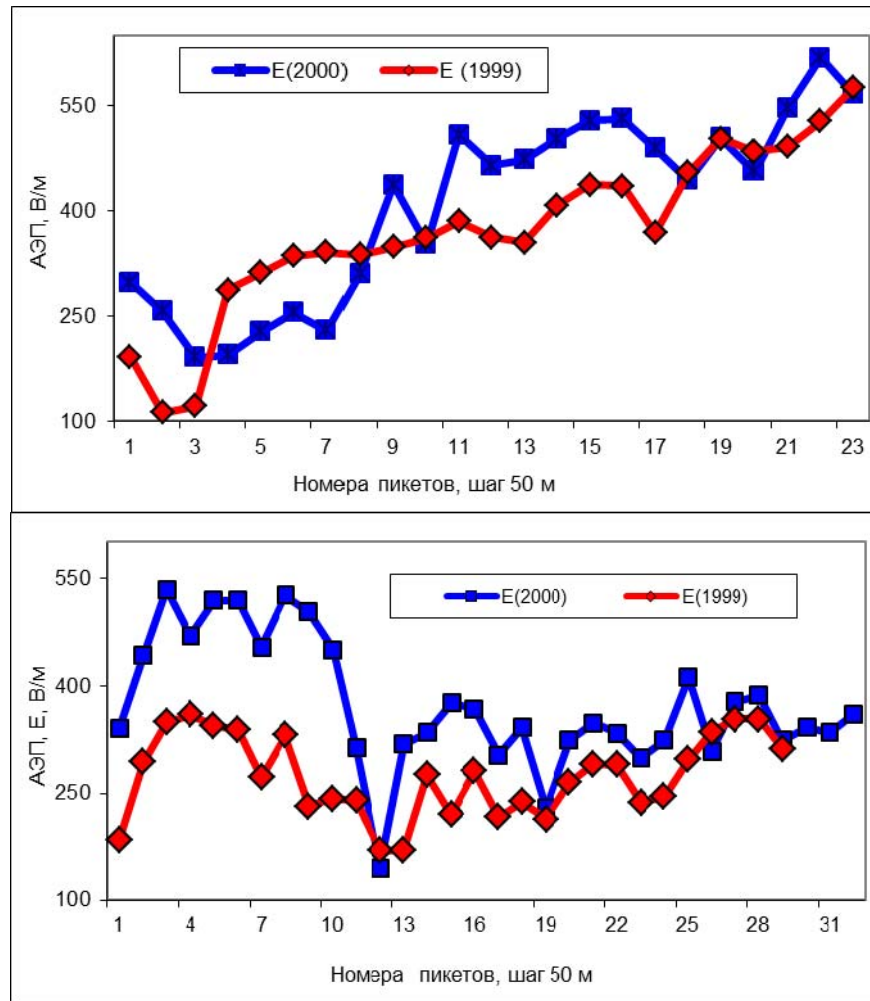 E(2000) E (1999)
АЭП, В/м
550
400
250
100
1 3 5 7 9 11 13 15 17 19 21 23
Номера пикетов, шаг 50 м
E(2000) E(1999)
АЭП, Е, В/м
550
400
250
100
1 4 7 10 13 16 19 22 25 28 31
Номера пикетов, шаг 50 м